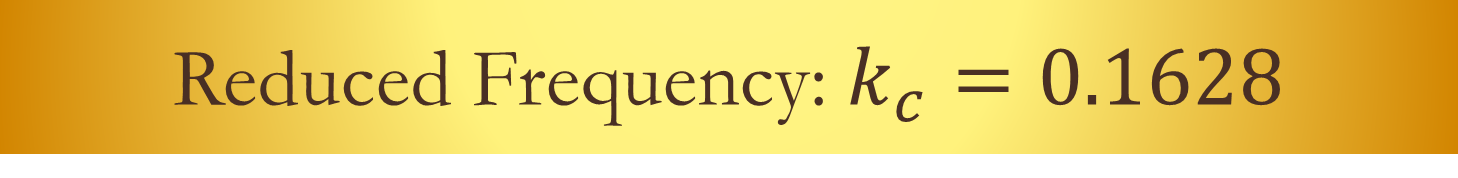 Reduced Frequency: k_c = 0.1628